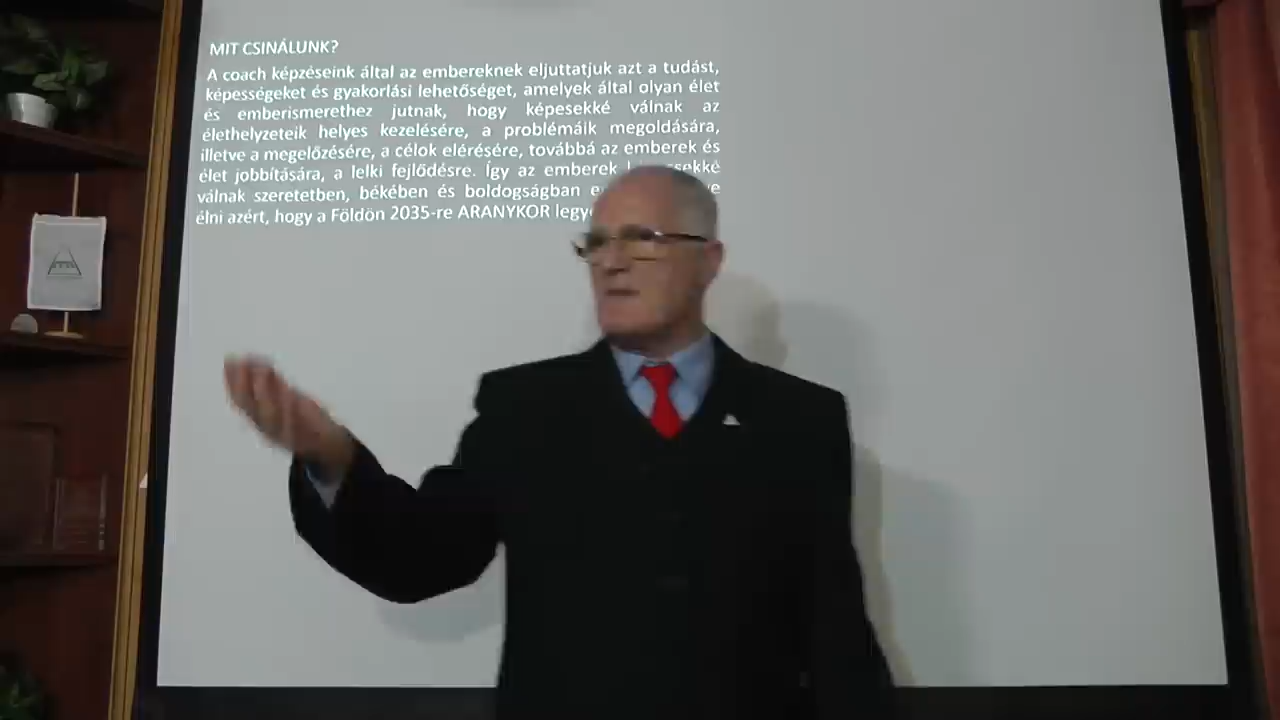 MIT CSINÁLUNK?
A coach képzéseink által az embereknek eljuttatjuk azt a tudást,
képességeket és gyakorlási lehetőséget, amelyek által olyan élet
és emberismerethez jutnak, hogy képesekké válnak az
élethelyzeteik helyes kezelésére, a problémáik megoldására,
illetve a megelőzésére, a célok elérésére, továbbá az emberek és
élet jobbítására, a lelki fejlődésre. Így az emberek
válnak szeretetben, békében és boldogságban
élni azért, hogy a Földön 2035-re ARANYKOR